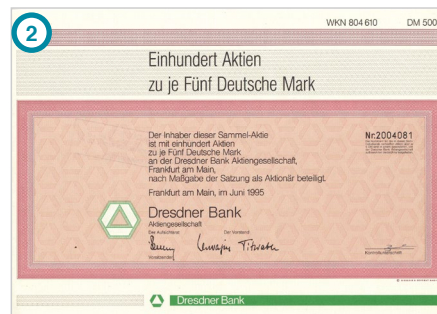 2
WKN 804 610 DM 500
Einhundert Aktien
zu je Fünf Deutsche Mark
Der Inhaber dieser Sammel-Aktie
ist mit einhundert Aktien
zu je Fünf Deutsche Mark
an der Dresdner Bank Aktiengesellschaft,
Frankfurt am Main,
nach Maßgabe der Satzung als Aktionär beteiligt.
Frankfurt am Main, im Juni 1995
Nr.2004081
Dresdner Bank
Aktiengesellschaft
Der Aufsichtsrat Der Vorstand
Vorsitzender
Kontrollunterschrift
Dresdner Bank